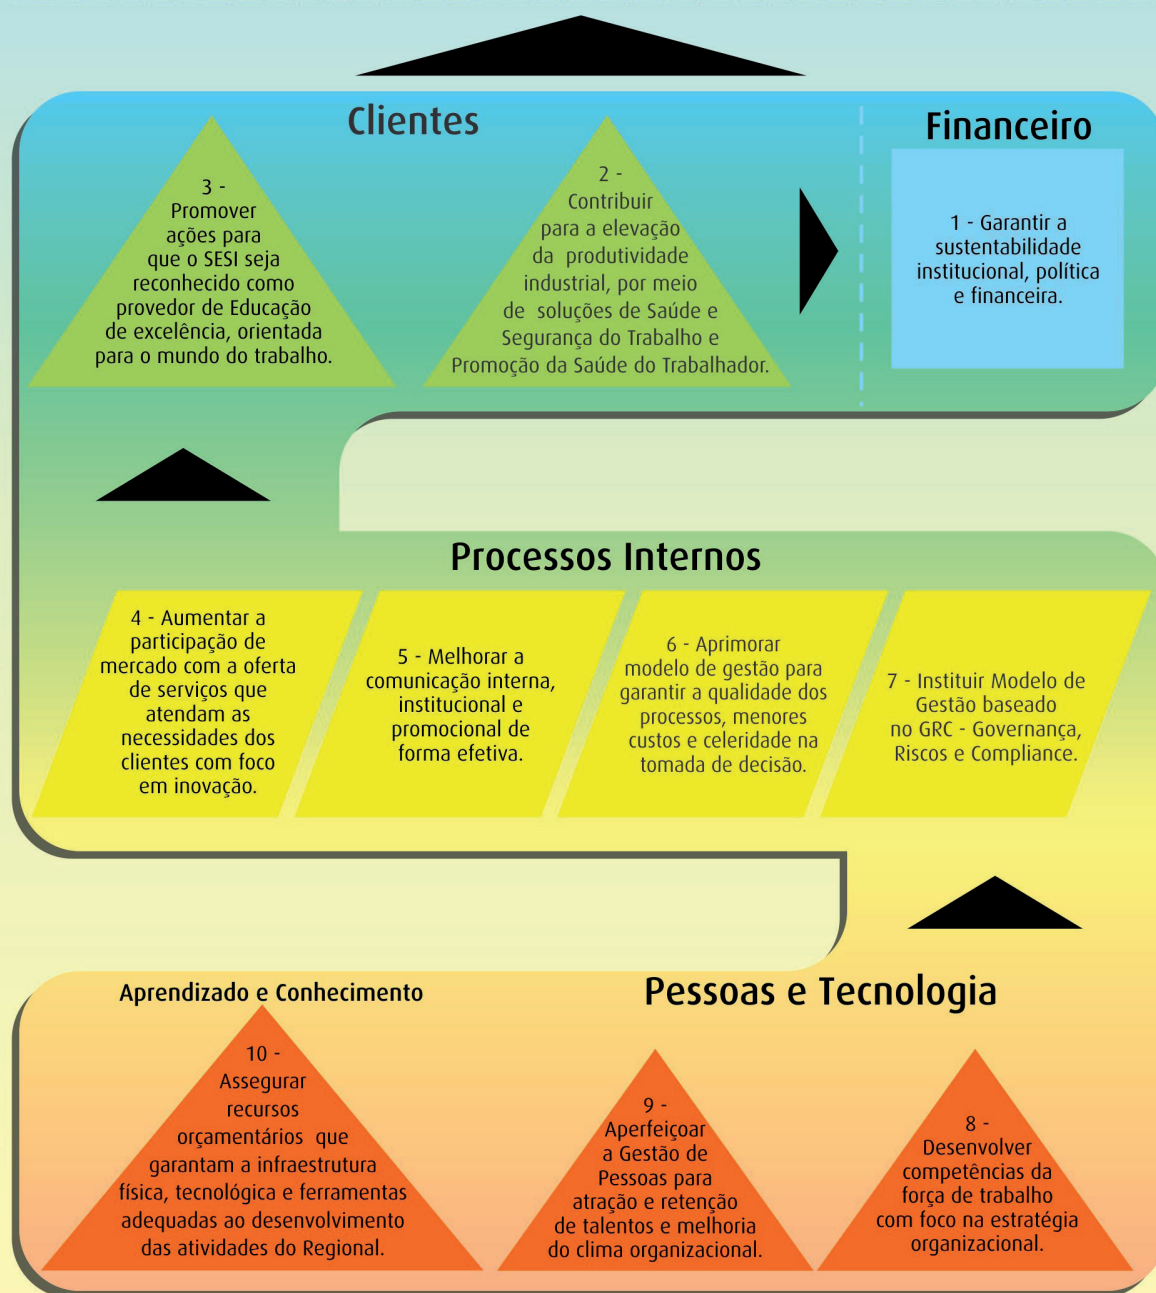 Clientes
Financeiro
3 -
Promover
ações para
que o SESI seja
reconhecido como
provedor de Educação
de excelência, orientada
para o mundo do trabalho.
2 -
Contribuir
para a elevação
da produtividade
industrial, por meio
de soluções de Saúde e
Segurança do Trabalho e
Promoção da Saúde do Trabalhador.
1 - Garantir a
sustentabilidade
institucional, política
e financeira.
Processos Internos
4 - Aumentar a
participação de
mercado com a oferta
de serviços que
atendam as
necessidades dos
clientes com foco
em inovação.
5 - Melhorar a
comunicação interna,
institucional e
promocional de
forma efetiva.
6 - Aprimorar
modelo de gestão para
garantir a qualidade dos
processos, menores
custos e celeridade na
tomada de decisão.
7 - Instituir Modelo de
Gestão baseado
no GRC - Governança,
Riscos e Compliance.
Aprendizado e Conhecimento
Pessoas e Tecnologia
10 -
Assegurar
recursos
orçamentários que
garantam a infraestrutura
física, tecnológica e ferramentas
adequadas ao desenvolvimento
das atividades do Regional.
9 -
Aperfeiçoar
a Gestão de
Pessoas para
atração e retenção
de talentos e melhoria
do clima organizacional.
8 -
Desenvolver
competências da
força de trabalho
com foco na estratégia
organizacional.